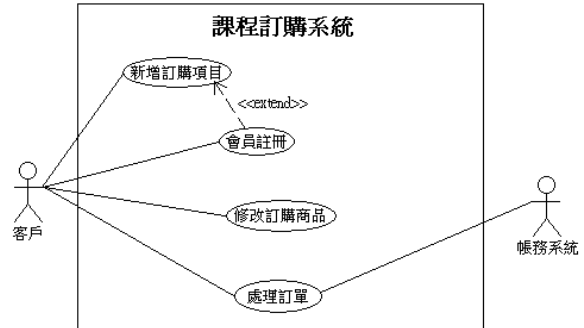 課程訂購系統
新增訂購項目
<<extend>>
會員註冊
修改訂購商品
客戶
帳務系統
處理訂單